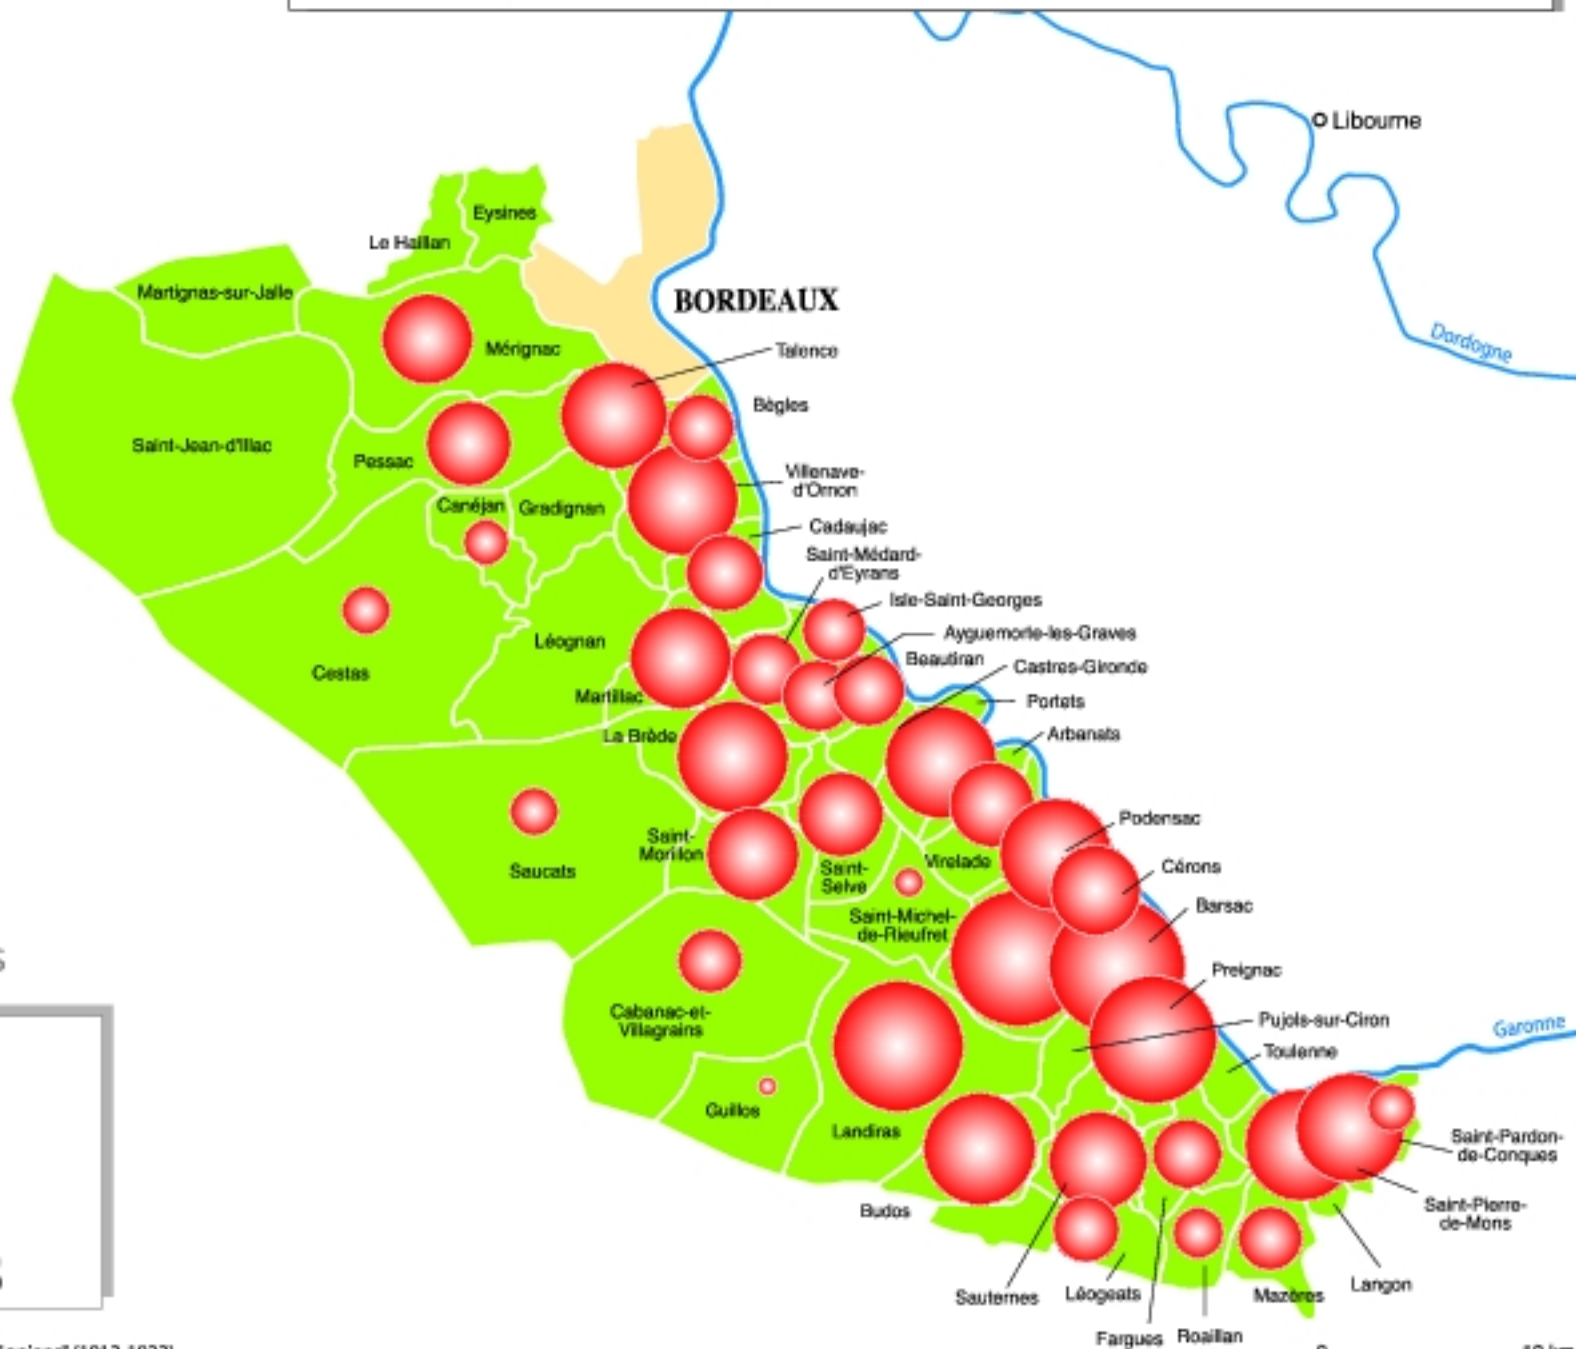 Libourne
Eysines
Le Haillan
Martignas-sur-Jalle
BORDEAUX
Dordogne
Mérignac
Talence
Bègles
Saint-Jean-d'Illac
Pessac
Villenave-
d'Ornon
Canéjan
Gradignan
Cadaujac
Saint-Médard-
d'Eyrans
Isle-Saint-Georges
Ayguemorte-les-Graves
Léognan
Beautiran
Castres-Gironde
Cestas
Martillac
Portets
La Brède
Arbanats
Podensac
Saint-
Morillon
Virelade
Cérons
Saucats
Saint-
Selve
Barsac
Saint-Michel-
de-Rieufret
Preignac
Cabanac-et-
Villagrains
Pujols-sur-Ciron
Garonne
Toulenne
Guillos
Landiras
Saint-Pardon-
de-Conques
Budos
Saint-Pierre-
de-Mons
Sauternes
Léogeats
Mazères
Langon
Fargues
Roaillan